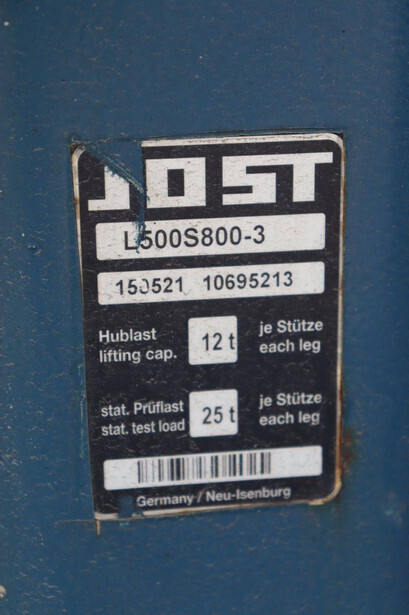 JOST
L500S800-3
150521 10695213
Hublast 12 t je Stütze
lifting cap. each leg
stat. Prüflast 25 t je Stütze
stat. test load each leg
Germany / Neu-Isenburg